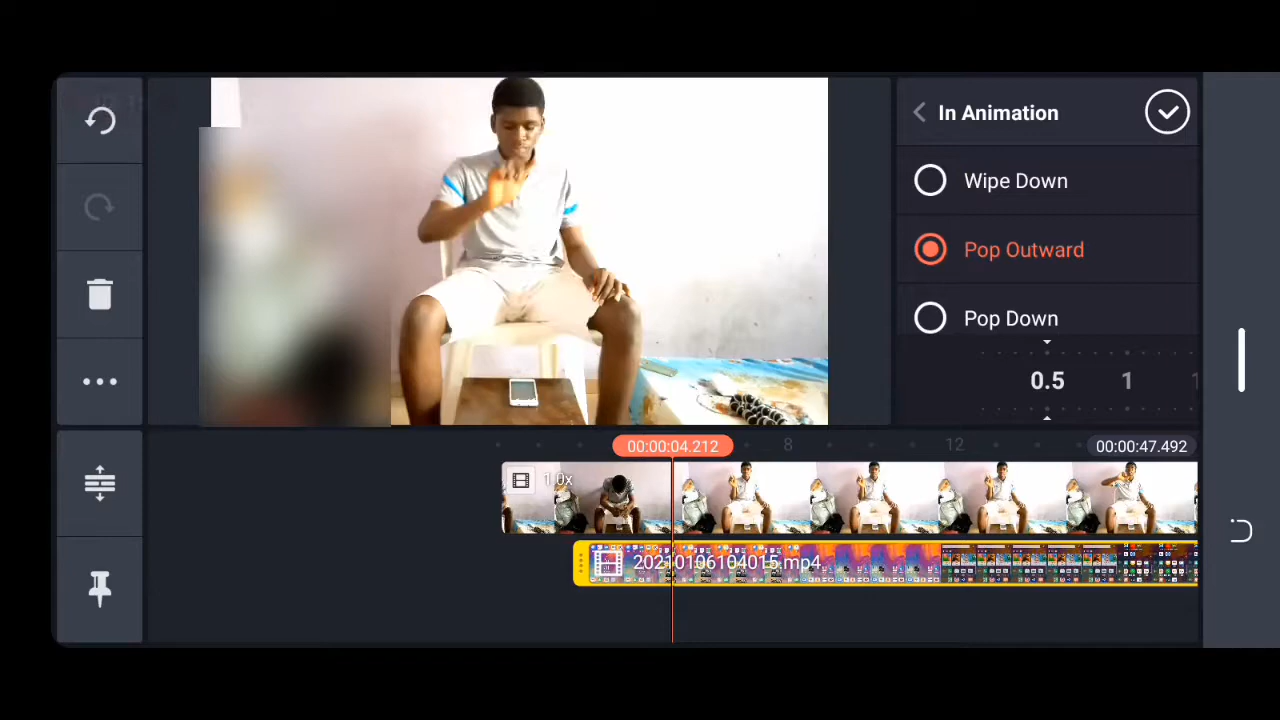 In Animation
Wipe Down
Pop Outward
Pop Down
0.5 1 1
00:00:04.212 8 12 00:00:47.492
1.0x
20210106104015.mp4